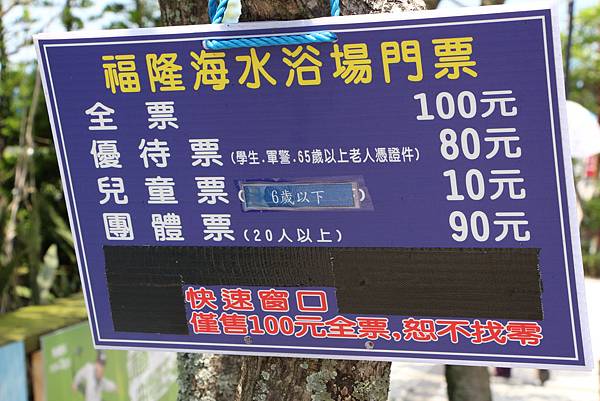 福隆海水浴場門票
全票 100元
優待票(學生.軍警.65歲以上老人憑證件) 80元
兒童票(6歲以下) 10元
團體票(20人以上) 90元
快速窗口
僅售100元全票,恕不找零